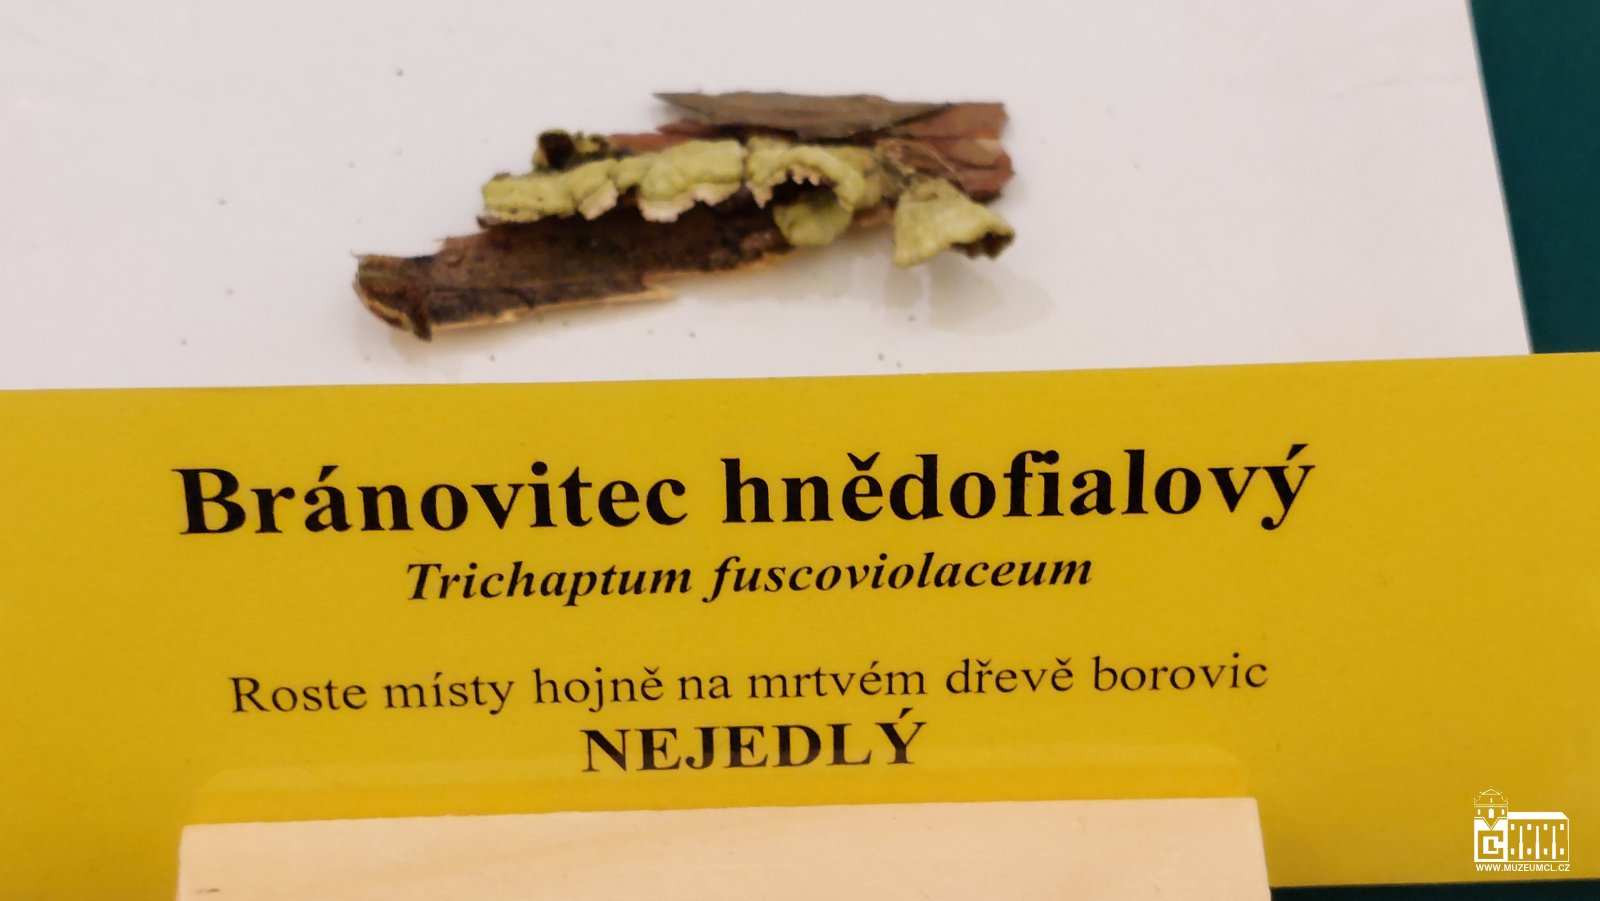 Bránovitec hnědofialový
Trichaptum fuscoviolaceum
Roste místy hojně na mrtvém dřevě borovic
NEJEDLÝ
WWW.MUZEUMCL.CZ